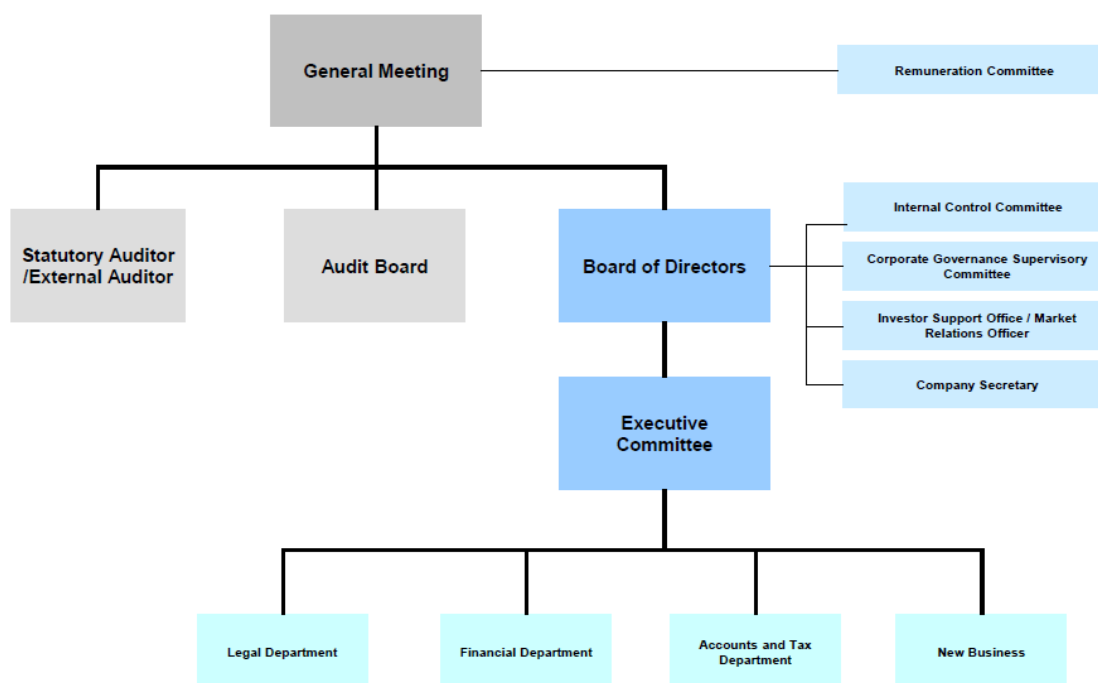 General Meeting
Remuneration Committee
Statutory Auditor
/External Auditor
Audit Board
Board of Directors
Internal Control Committee
Corporate Governance Supervisory
Committee
Investor Support Office / Market
Relations Officer
Company Secretary
Executive
Committee
Legal Department
Financial Department
Accounts and Tax
Department
New Business